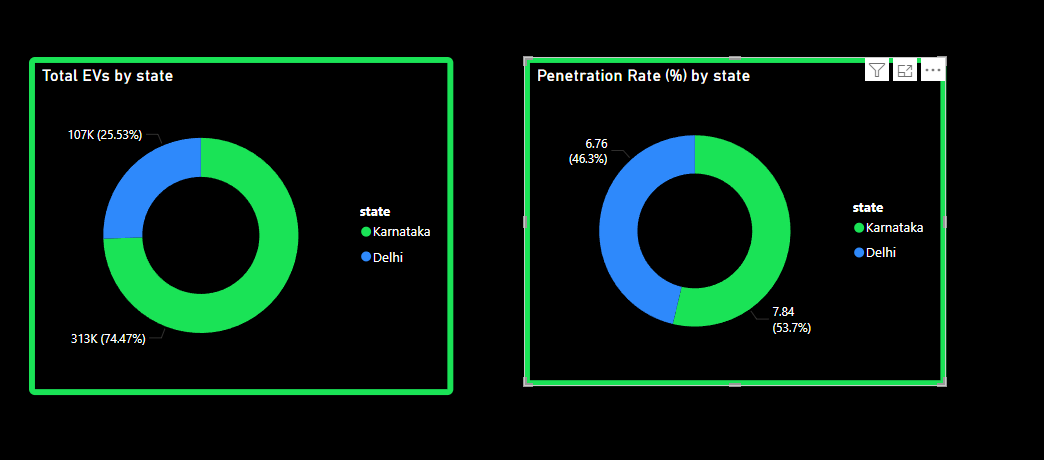 Total EVs by state
107K (25.53%)
313K (74.47%)
state
Karnataka
Delhi
Penetration Rate (%) by state
6.76
(46.3%)
7.84
(53.7%)
state
Karnataka
Delhi